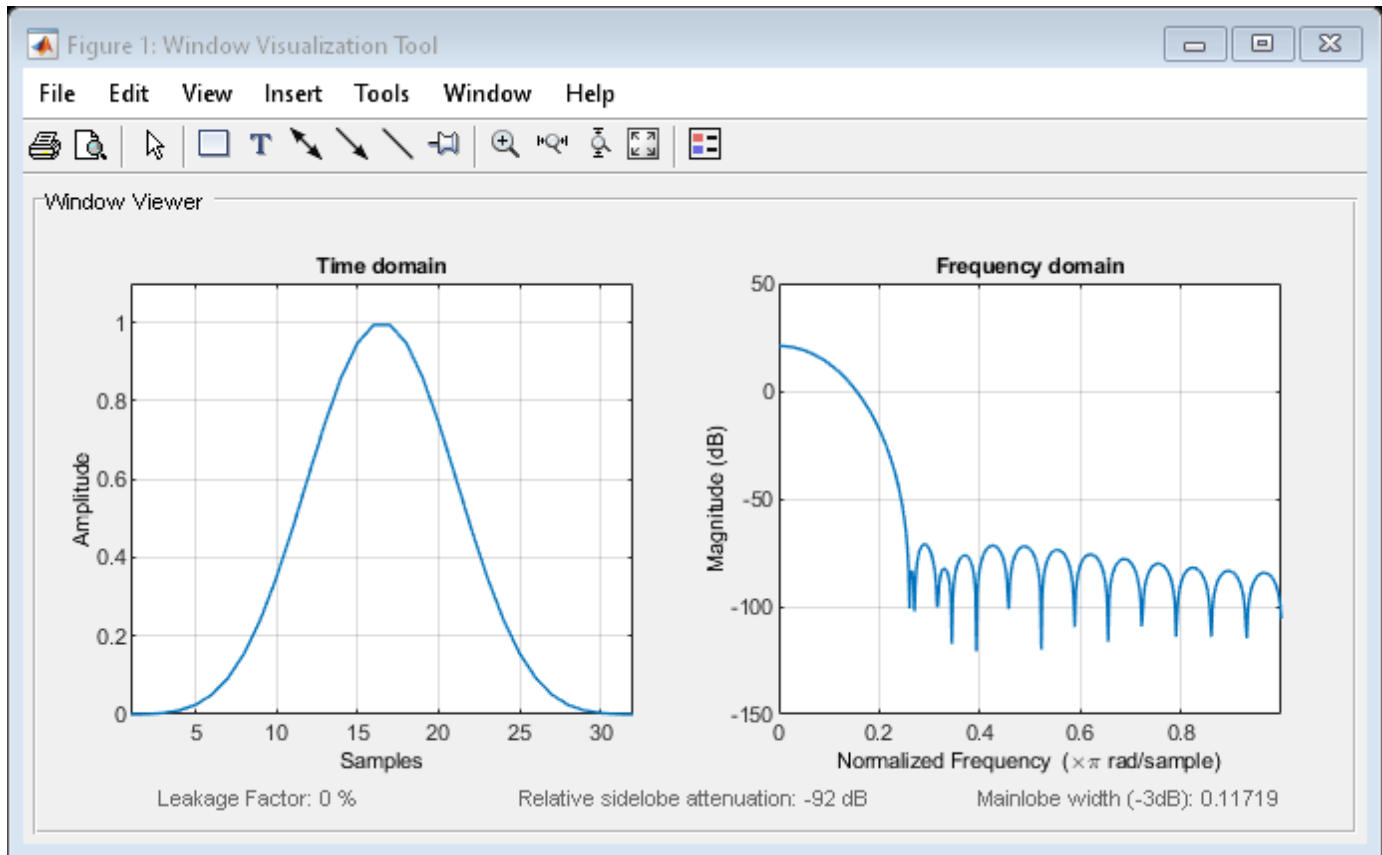 Figure 1: Window Visualization Tool
File Edit View Insert Tools Window Help
T
Window Viewer
Time domain
1
0.8
0.6
0.4
0.2
0
Amplitude
5 10 15 20 25 30
Samples
Frequency domain
50
0
-50
-100
-150
Magnitude (dB)
0 0.2 0.4 0.6 0.8
Normalized Frequency (×π rad/sample)
Leakage Factor: 0 % Relative sidelobe attenuation: -92 dB Mainlobe width (-3dB): 0.11719